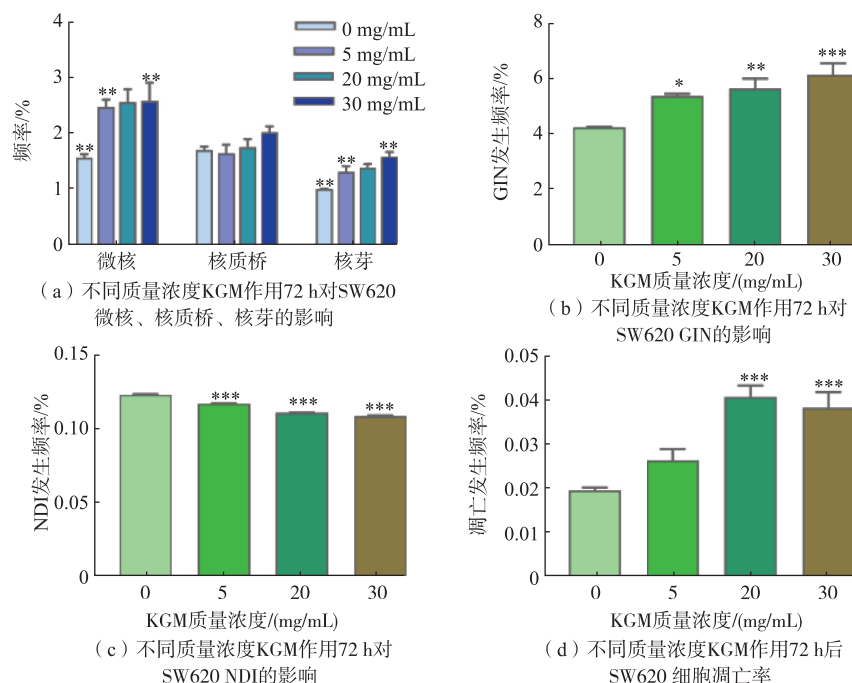 4
3
2
1
0
频率/%
0 mg/mL
5 mg/mL
20 mg/mL
30 mg/mL
** ** **
** ** **
微核 核质桥 核芽
(a)不同质量浓度KGM作用72 h对SW620
微核、核质桥、核芽的影响
8
6
4
2
0
GIN发生频率/%
* ** ***
0 5 20 30
KGM质量浓度/(mg/mL)
(b)不同质量浓度KGM作用72 h对
SW620 GIN的影响
0.15
0.10
0.05
0
NDI发生频率/%
*** *** ***
0 5 20 30
KGM质量浓度/(mg/mL)
(c)不同质量浓度KGM作用72 h对
SW620 NDI的影响
0.05
0.04
0.03
0.02
0.01
0
凋亡发生频率/%
*** ***
0 5 20 30
KGM质量浓度/(mg/mL)
(d)不同质量浓度KGM作用72 h后
SW620 细胞凋亡率